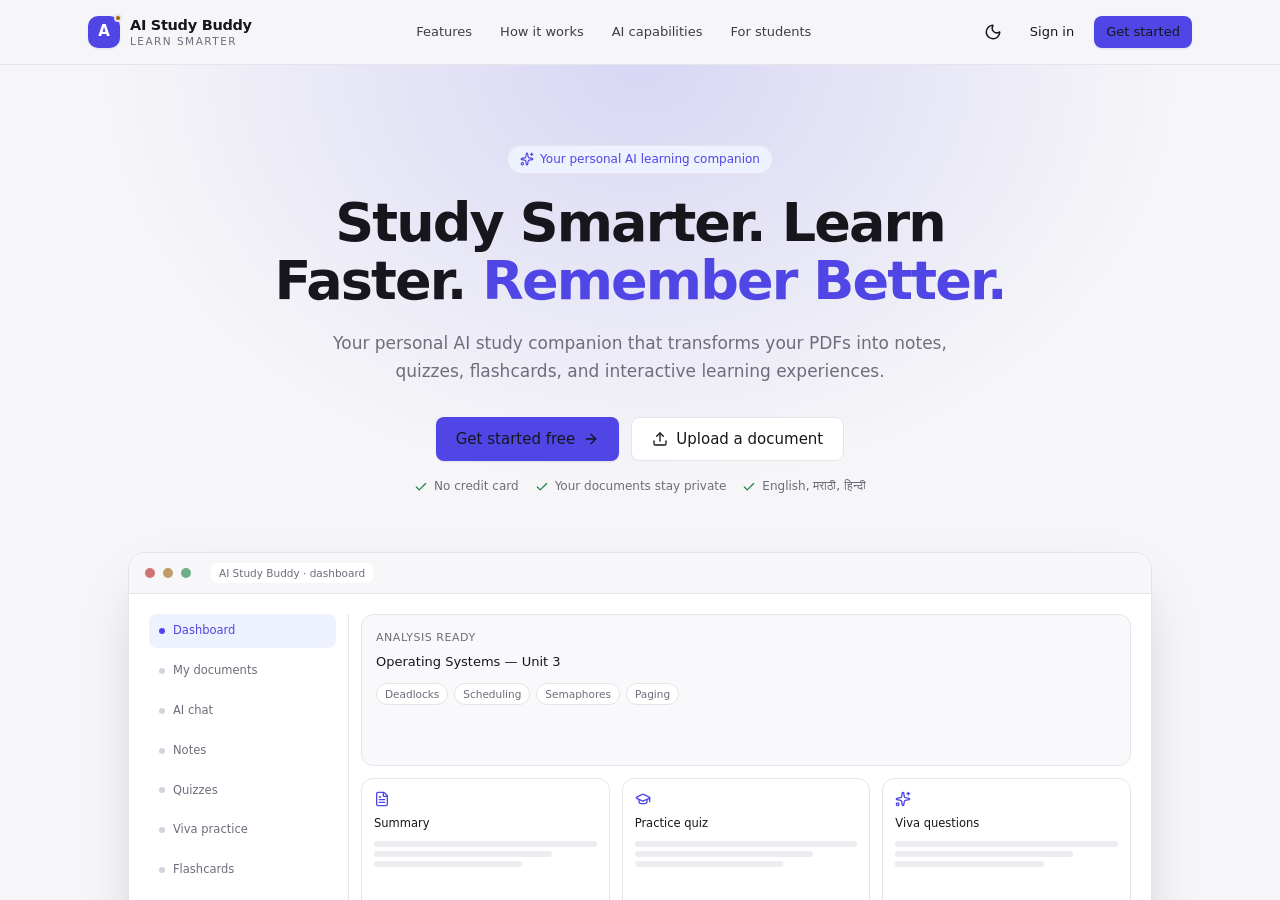 A
AI Study Buddy
LEARN SMARTER
Features
How it works
AI capabilities
For students
Sign in
Get started
Your personal AI learning companion
Study Smarter. Learn
Faster. Remember Better.
Your personal AI study companion that transforms your PDFs into notes,
quizzes, flashcards, and interactive learning experiences.
Get started free
Upload a document
No credit card
Your documents stay private
English, मराठी, हिन्दी
AI Study Buddy · dashboard
Dashboard
My documents
AI chat
Notes
Quizzes
Viva practice
Flashcards
ANALYSIS READY
Operating Systems — Unit 3
Deadlocks
Scheduling
Semaphores
Paging
Summary
Practice quiz
Viva questions